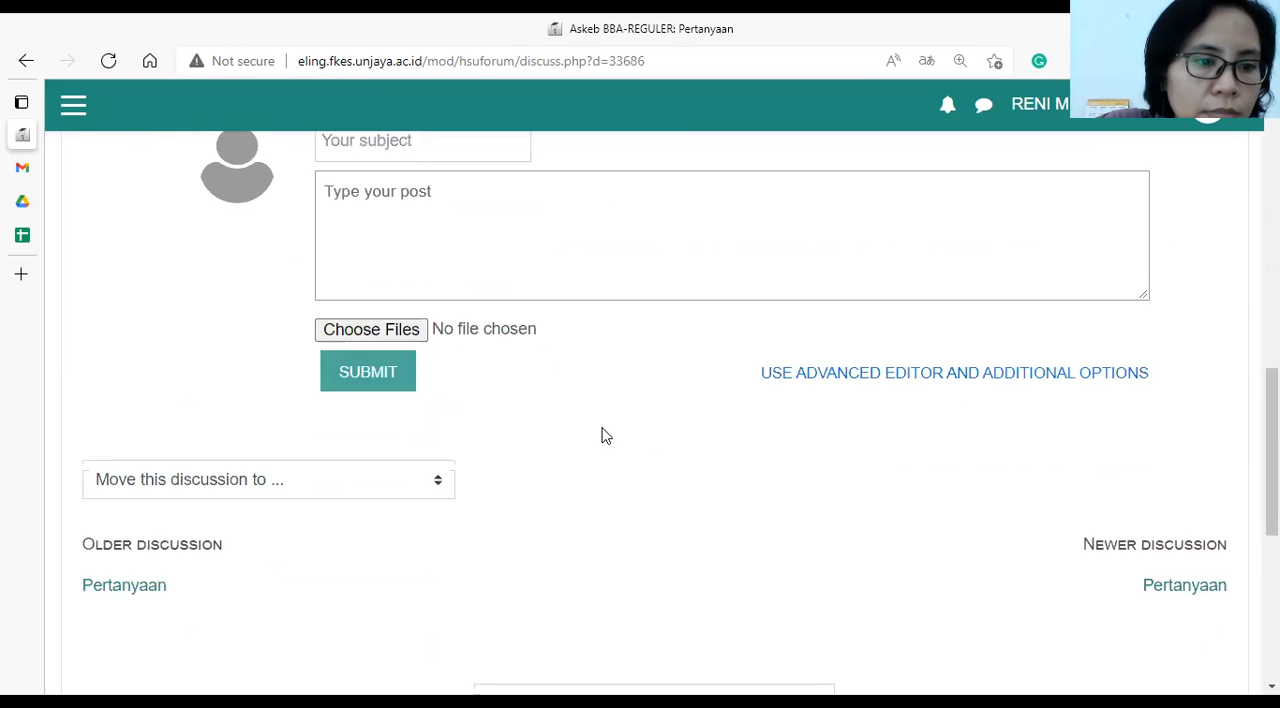 Askeb BBA-REGULER: Pertanyaan
Not secure
eling.fkes.unjaya.ac.id/mod/hsuforum/discuss.php?d=33686
RENI M
Your subject
Type your post
Choose Files No file chosen
SUBMIT
USE ADVANCED EDITOR AND ADDITIONAL OPTIONS
Move this discussion to ...
OLDER DISCUSSION
NEWER DISCUSSION
Pertanyaan
Pertanyaan